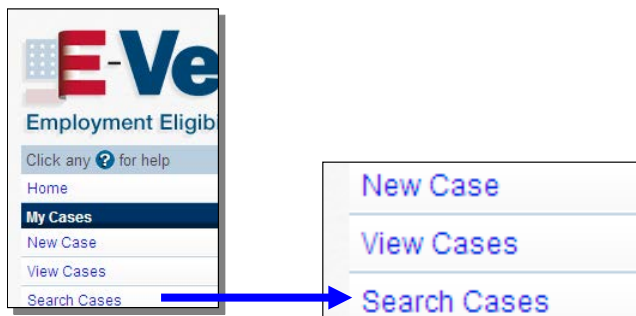 E-Ve
Employment Eligibi
Click any ? for help
Home
My Cases
New Case
View Cases
Search Cases
New Case
View Cases
Search Cases